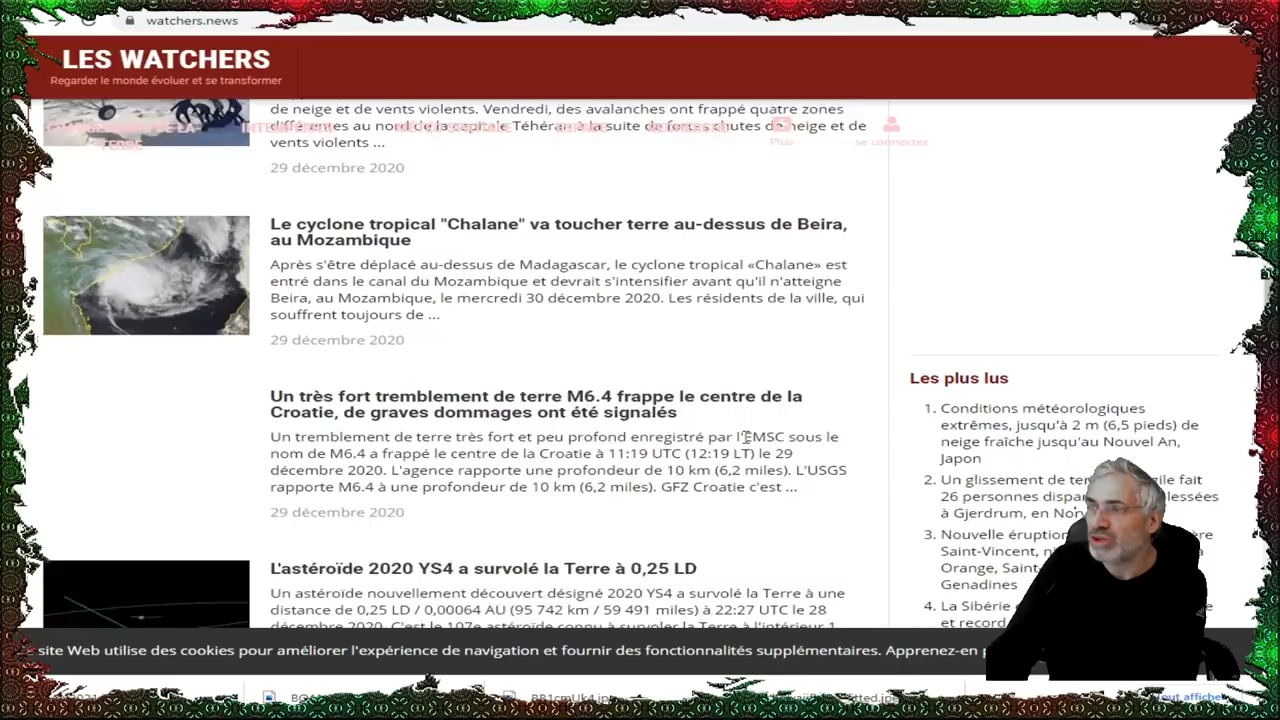 watchers.news
LES WATCHERS
Regarder le monde évoluer et se transformer
de neige et de vents violents. Vendredi, des avalanches ont frappé quatre zones
différentes au nord de la capitale Téhéran à la suite de fortes chutes de neige et de
vents violents ...
TERRE
Plus
se connecter
29 décembre 2020
Le cyclone tropical "Chalane" va toucher terre au-dessus de Beira,
au Mozambique
Après s'être déplacé au-dessus de Madagascar, le cyclone tropical «Chalane» est
entré dans le canal du Mozambique et devrait s'intensifier avant qu'il n'atteigne
Beira, au Mozambique, le mercredi 30 décembre 2020. Les résidents de la ville, qui
souffrent toujours de ...
29 décembre 2020
Un très fort tremblement de terre M6.4 frappe le centre de la
Croatie, de graves dommages ont été signalés
Un tremblement de terre très fort et peu profond enregistré par l'EMSC sous le
nom de M6.4 a frappé le centre de la Croatie à 11:19 UTC (12:19 LT) le 29
décembre 2020. L'agence rapporte une profondeur de 10 km (6,2 miles). L'USGS
rapporte M6.4 à une profondeur de 10 km (6,2 miles). GFZ Croatie c'est ...
29 décembre 2020
L'astéroïde 2020 YS4 a survolé la Terre à 0,25 LD
Un astéroïde nouvellement découvert désigné 2020 YS4 a survolé la Terre à une
distance de 0,25 LD / 0,00064 AU (95 742 km / 59 491 miles) à 22:27 UTC le 28
décembre 2020. C'est le 107e astéroïde connu à survoler la Terre à l'intérieur 1
Les plus lus
1. Conditions météorologiques
extrêmes, jusqu'à 2 m (6,5 pieds) de
neige fraîche jusqu'au Nouvel An,
Japon
2. Un glissement de fait
26 personnes
à Gjerdrum, en
3. Nouvelle
Saint-Vincent,
Orange,
Genadines
4. La Sibérie
et record
site Web utilise des cookies pour améliorer l'expérience de navigation et fournir des fonctionnalités supplémentaires. Apprenez-en